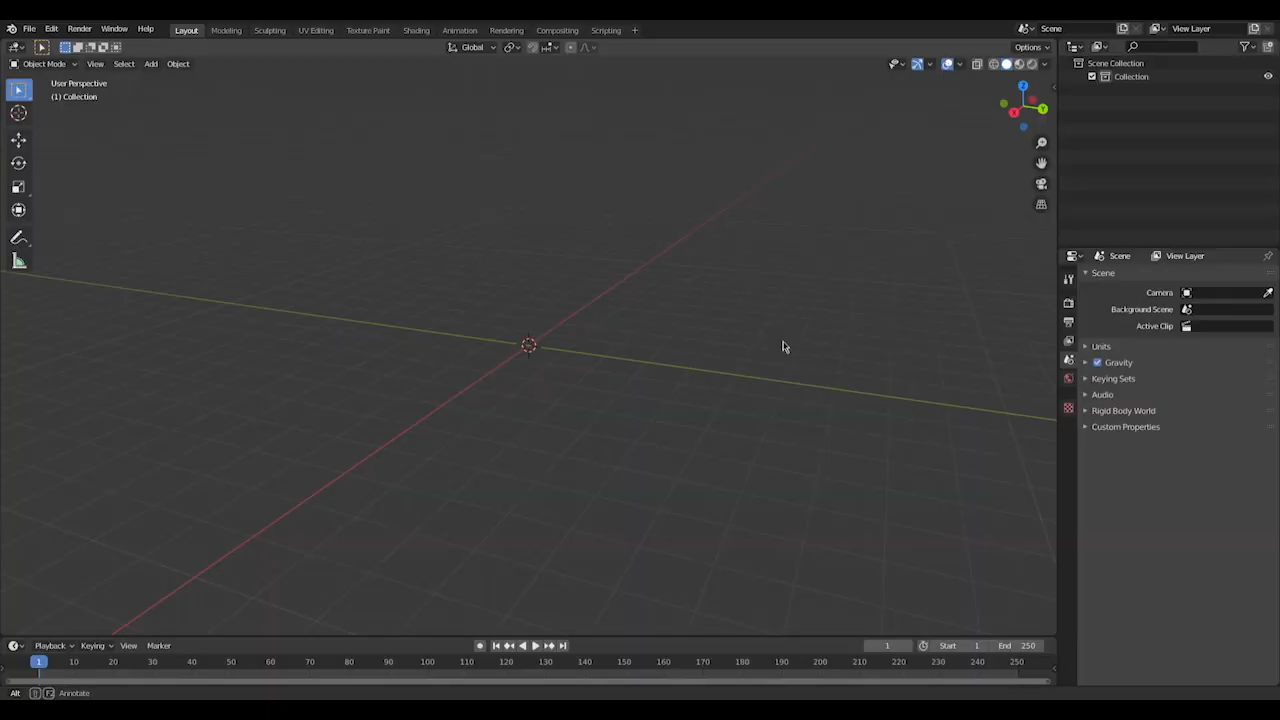 File Edit Render Window Help Layout Modeling Sculpting UV Editing Texture Paint Shading Animation Rendering Compositing Scripting + Scene View Layer
Global Options
Object Mode View Select Add Object
User Perspective
(1) Collection
Z
Y
X
Scene Collection
Collection
Scene View Layer
Scene
Camera
Background Scene
Active Clip
Units
Gravity
Keying Sets
Audio
Rigid Body World
Custom Properties
Playback Keying View Marker 1 Start 1 End 250
1 10 20 30 40 50 60 70 80 90 100 110 120 130 140 150 160 170 180 190 200 210 220 230 240 250
Alt F2 Annotate